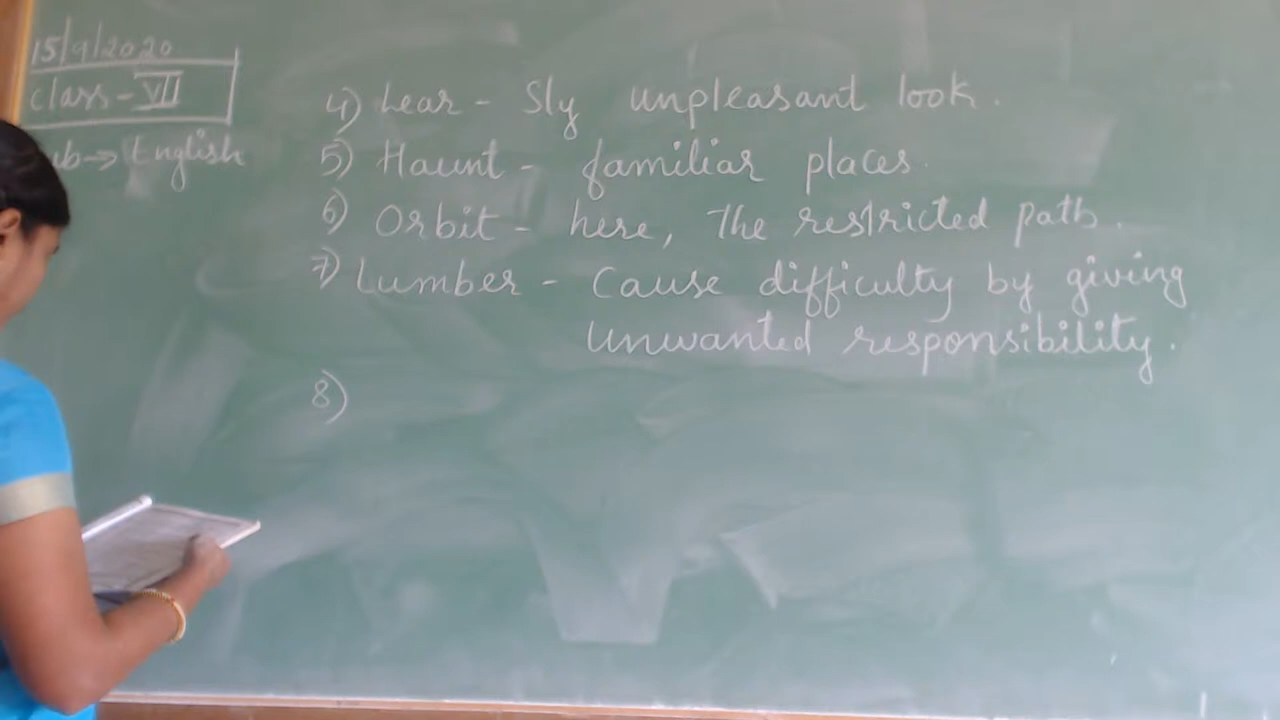 15/9/2020
Class - VII
ub → English
4) Lear - Sly unpleasant look.
5) Haunt - familiar places.
6) Orbit - here, The restricted path.
7) Lumber - Cause difficulty by giving
unwanted responsibility.
8)